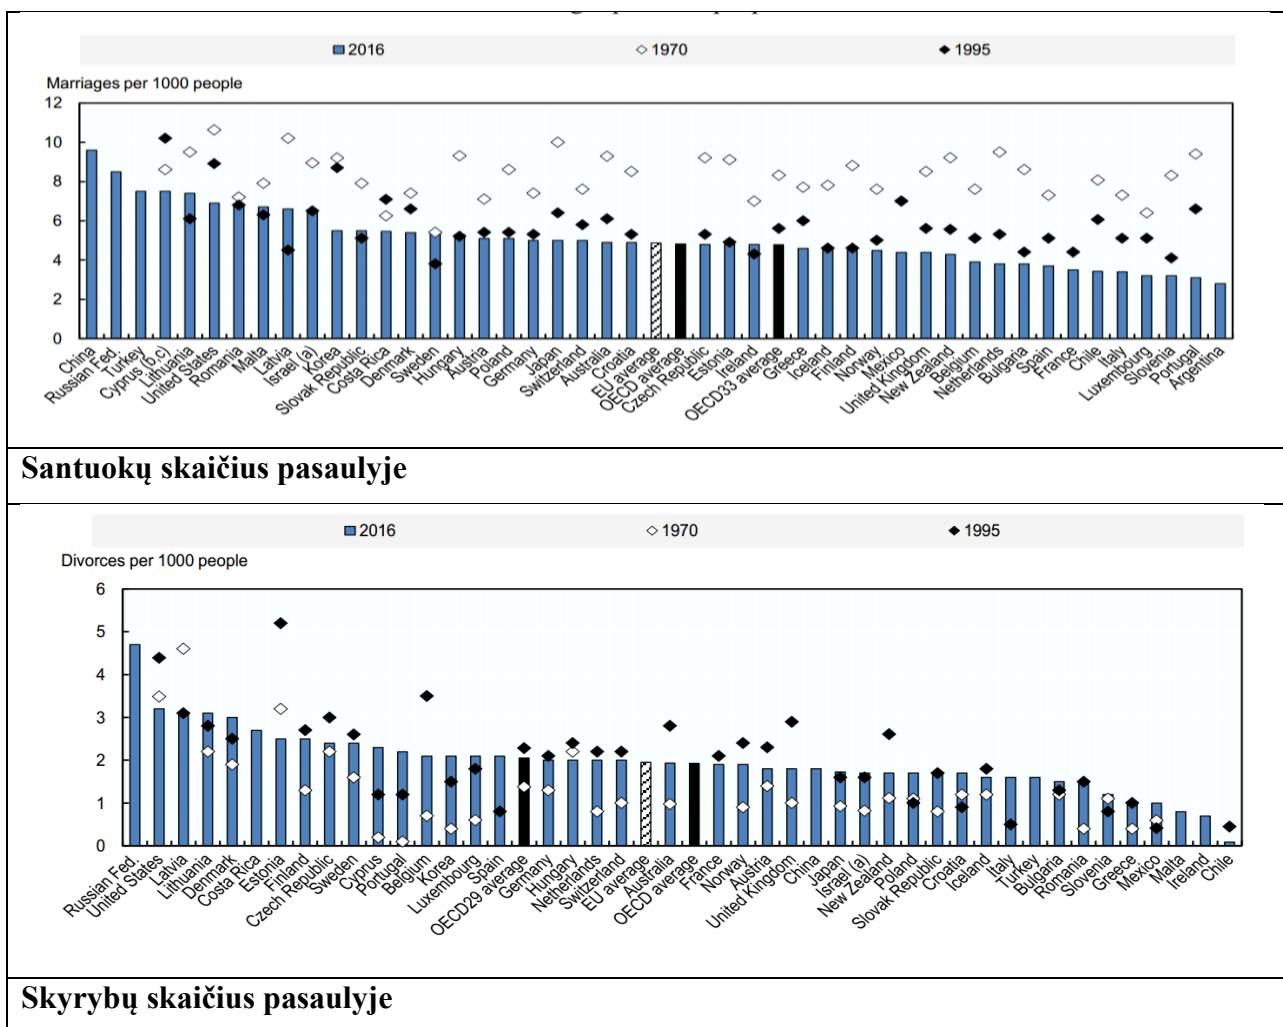 2016 1970 1995
Marriages per 1000 people
12
10
8
6
4
2
0
China
Russian Fed.
Turkey
Cyprus (b,c)
Lithuania
United States
Romania
Malta
Latvia
Israel (a)
Korea
Slovak Republic
Costa Rica
Denmark
Sweden
Hungary
Austria
Poland
Germany
Japan
Switzerland
Australia
Croatia
EU average
OECD average
Czech Republic
Estonia
Ireland
OECD33 average
Greece
Iceland
Finland
Norway
Mexico
United Kingdom
New Zealand
Belgium
Netherlands
Bulgaria
Spain
France
Chile
Italy
Luxembourg
Slovenia
Portugal
Argentina
Santuokų skaičius pasaulyje
2016 1970 1995
Divorces per 1000 people
6
5
4
3
2
1
0
Russian Fed.
United States
Latvia
Lithuania
Denmark
Costa Rica
Estonia
Finland
Czech Republic
Sweden
Cyprus
Portugal
Belgium
Korea
Luxembourg
Spain
OECD29 average
Germany
Hungary
Netherlands
Switzerland
EU average
Australia
OECD average
France
Norway
Austria
United Kingdom
China
Japan
Israel (a)
New Zealand
Poland
Slovak Republic
Croatia
Iceland
Italy
Turkey
Bulgaria
Romania
Slovenia
Greece
Mexico
Malta
Ireland
Chile
Skyrybų skaičius pasaulyje